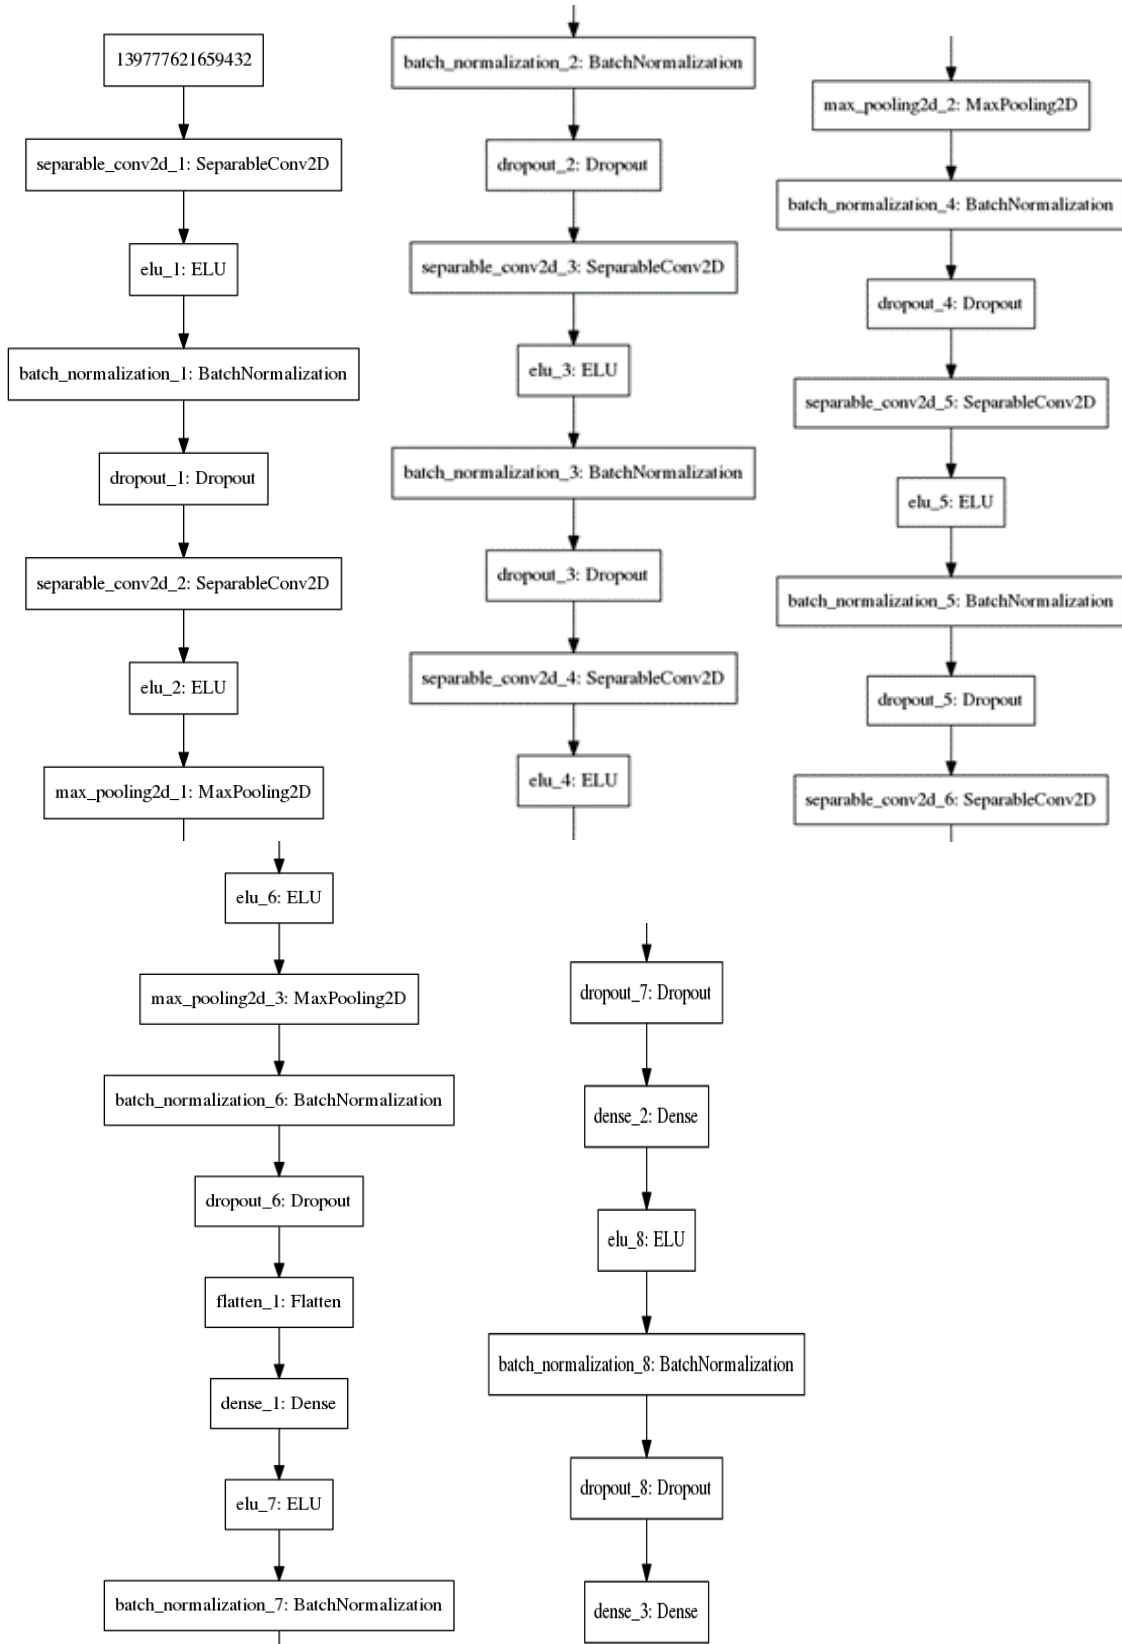 139777621659432
separable_conv2d_1: SeparableConv2D
elu_1: ELU
batch_normalization_1: BatchNormalization
dropout_1: Dropout
separable_conv2d_2: SeparableConv2D
elu_2: ELU
max_pooling2d_1: MaxPooling2D
batch_normalization_2: BatchNormalization
dropout_2: Dropout
separable_conv2d_3: SeparableConv2D
elu_3: ELU
batch_normalization_3: BatchNormalization
dropout_3: Dropout
separable_conv2d_4: SeparableConv2D
elu_4: ELU
max_pooling2d_2: MaxPooling2D
batch_normalization_4: BatchNormalization
dropout_4: Dropout
separable_conv2d_5: SeparableConv2D
elu_5: ELU
batch_normalization_5: BatchNormalization
dropout_5: Dropout
separable_conv2d_6: SeparableConv2D
elu_6: ELU
max_pooling2d_3: MaxPooling2D
batch_normalization_6: BatchNormalization
dropout_6: Dropout
flatten_1: Flatten
dense_1: Dense
elu_7: ELU
batch_normalization_7: BatchNormalization
dropout_7: Dropout
dense_2: Dense
elu_8: ELU
batch_normalization_8: BatchNormalization
dropout_8: Dropout
dense_3: Dense